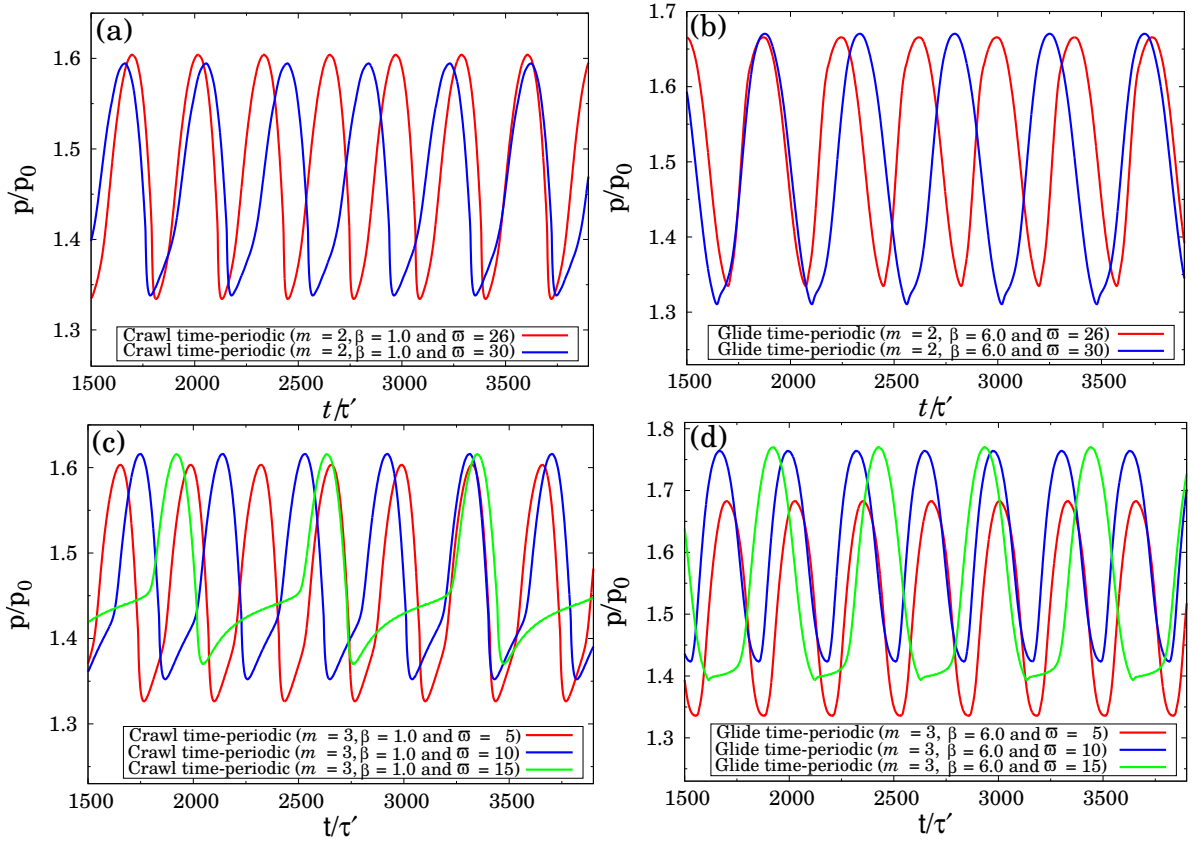 (a)
p/p0
1.6
1.5
1.4
1.3
Crawl time-periodic (m = 2, β = 1.0 and ϖ = 26)
Crawl time-periodic (m = 2, β = 1.0 and ϖ = 30)
1500 2000 2500 3000 3500
t/τ′
(b)
p/p0
1.7
1.6
1.5
1.4
1.3
Glide time-periodic (m = 2, β = 6.0 and ϖ = 26)
Glide time-periodic (m = 2, β = 6.0 and ϖ = 30)
1500 2000 2500 3000 3500
t/τ′
(c)
p/p0
1.6
1.5
1.4
1.3
Crawl time-periodic (m = 3, β = 1.0 and ϖ = 5)
Crawl time-periodic (m = 3, β = 1.0 and ϖ = 10)
Crawl time-periodic (m = 3, β = 1.0 and ϖ = 15)
1500 2000 2500 3000 3500
t/τ′
(d)
p/p0
1.8
1.7
1.6
1.5
1.4
1.3
Glide time-periodic (m = 3, β = 6.0 and ϖ = 5)
Glide time-periodic (m = 3, β = 6.0 and ϖ = 10)
Glide time-periodic (m = 3, β = 6.0 and ϖ = 15)
1500 2000 2500 3000 3500
t/τ′